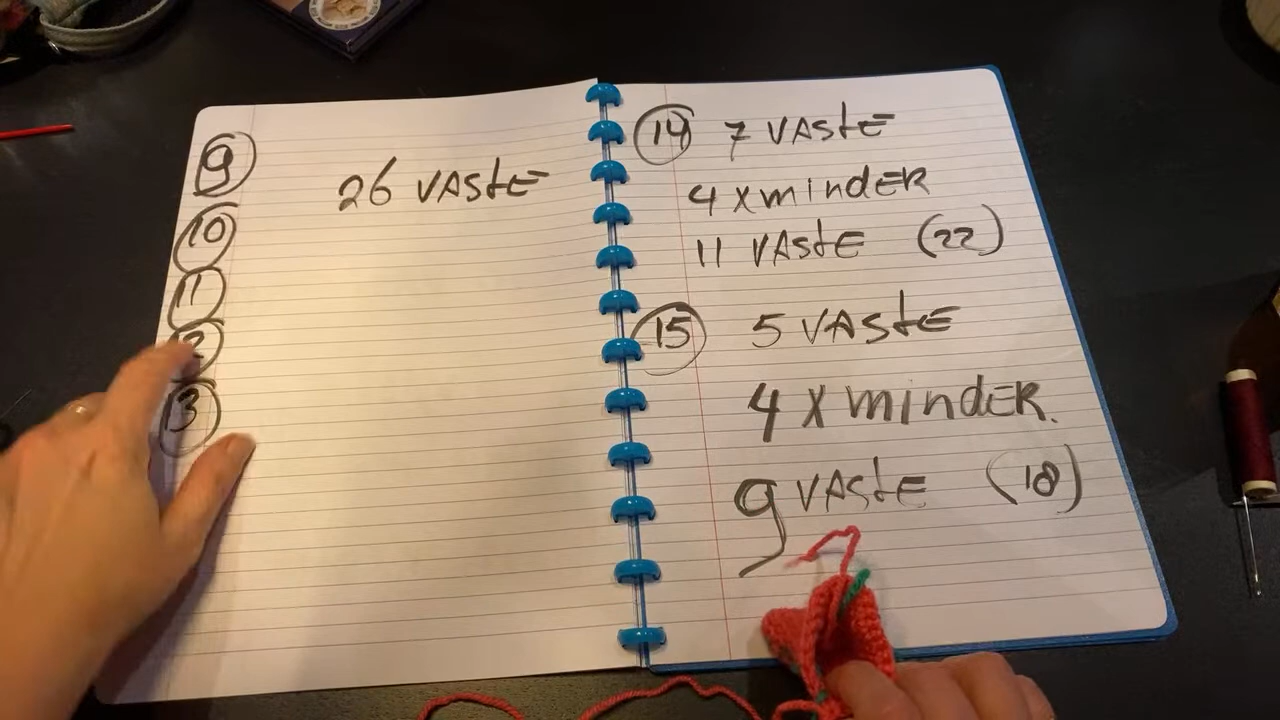 9
26 VASTE
10
11
12
13
14 7 VASTE
4 x minDER
11 VASTE (22)
15 5 VASTE
4 x minDER.
9 VASTE (18)